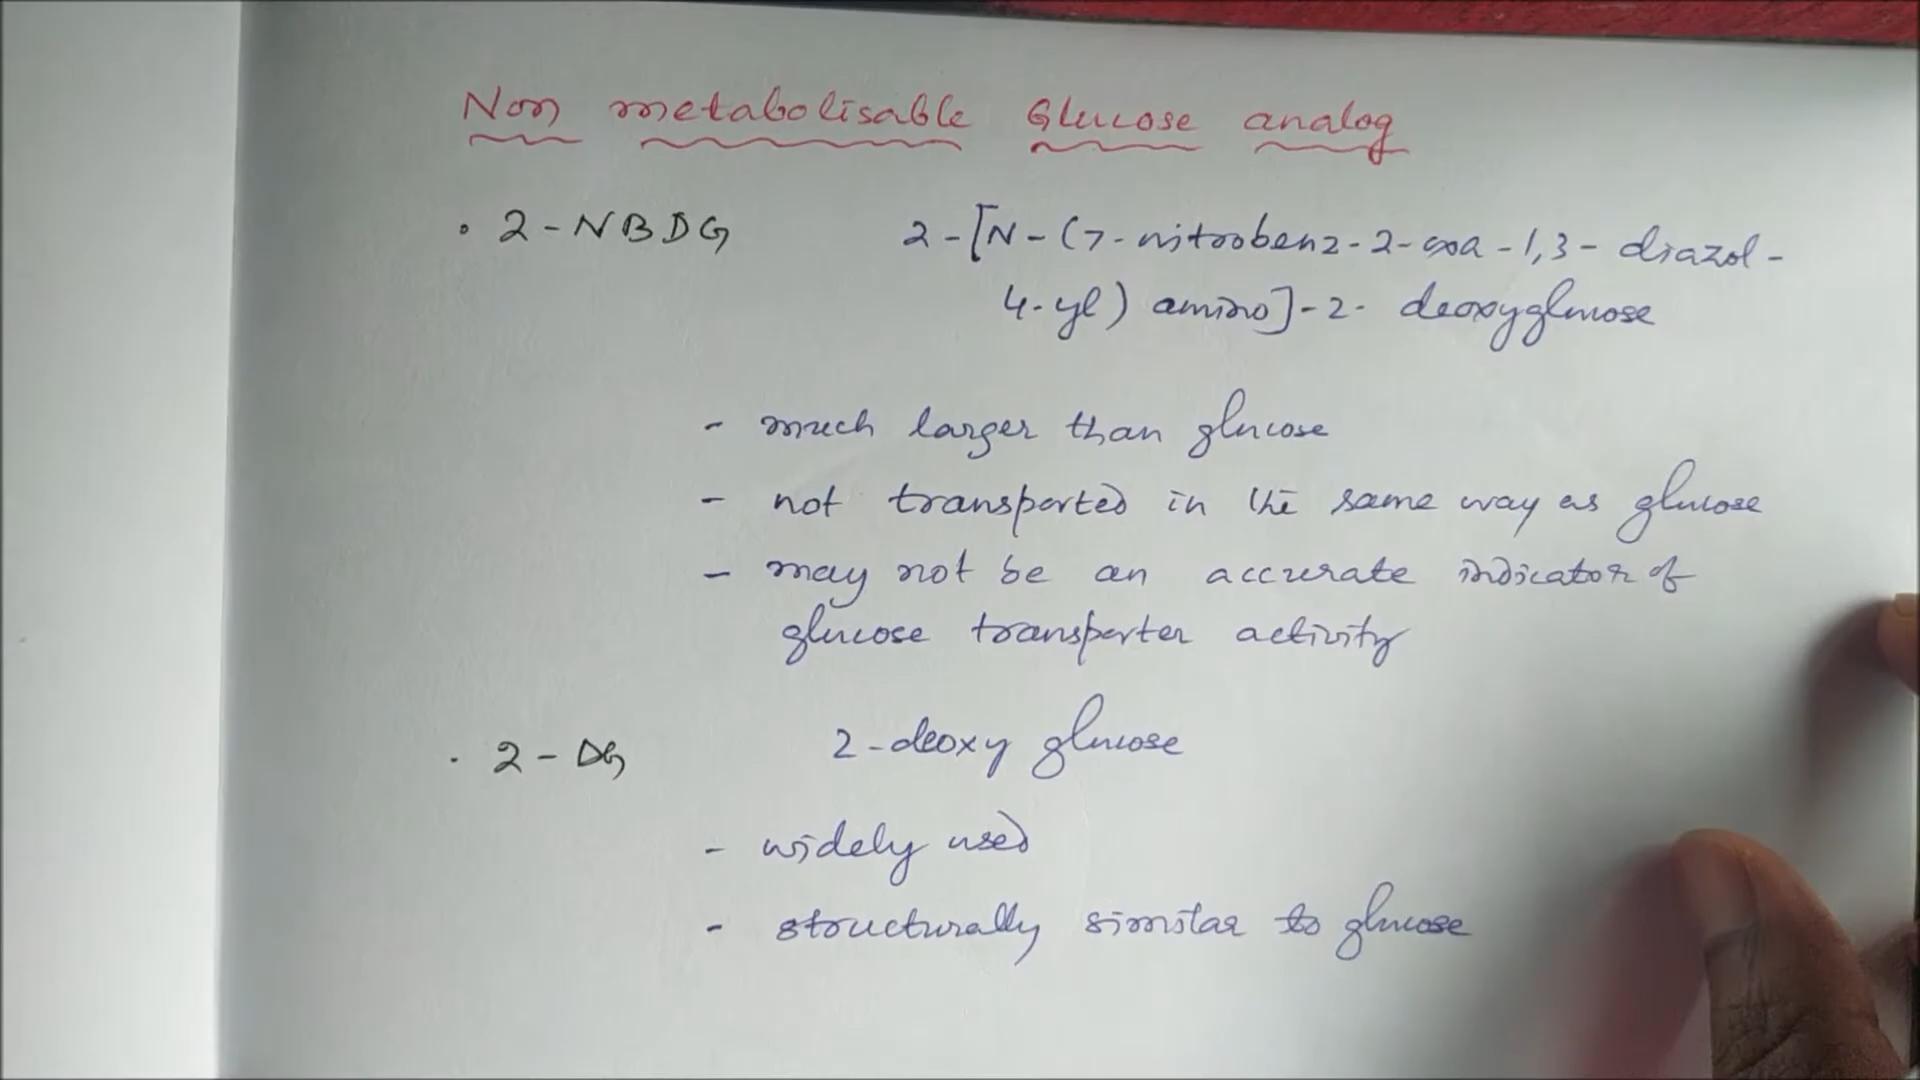 Non metabolisable Glucose analog
. 2-NBDG 2-[N-(7-nitrobenz-2-oxa-1,3-diazol-
4-yl) amino]-2-deoxyglucose
- much larger than glucose
- not transported in the same way as glucose
- may not be an accurate indicator of
glucose transporter activity
. 2-DG 2-deoxy glucose
- widely used
- structurally similar to glucose